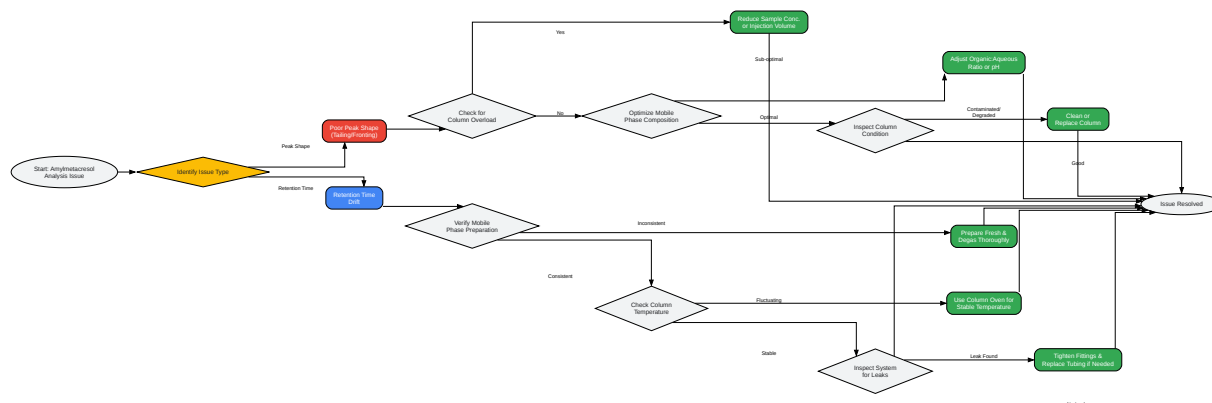 Reduce Sample Conc.
or Injection Volume
Yes
Sub-optimal
Adjust Organic:Aqueous
Ratio or pH
Check for
Column Overload
No
Optimize Mobile
Phase Composition
Optimal
Contaminated/
Degraded
Clean or
Replace Column
Inspect Column
Condition
Good
Poor Peak Shape
(Tailing/Fronting)
Peak Shape
Start: Amylmetacresol
Analysis Issue
Identify Issue Type
Retention Time
Retention Time
Drift
Issue Resolved
Verify Mobile
Phase Preparation
Inconsistent
Prepare Fresh &
Degas Thoroughly
Consistent
Check Column
Temperature
Fluctuating
Use Column Oven for
Stable Temperature
Stable
Inspect System
for Leaks
Leak Found
Tighten Fittings &
Replace Tubing if Needed